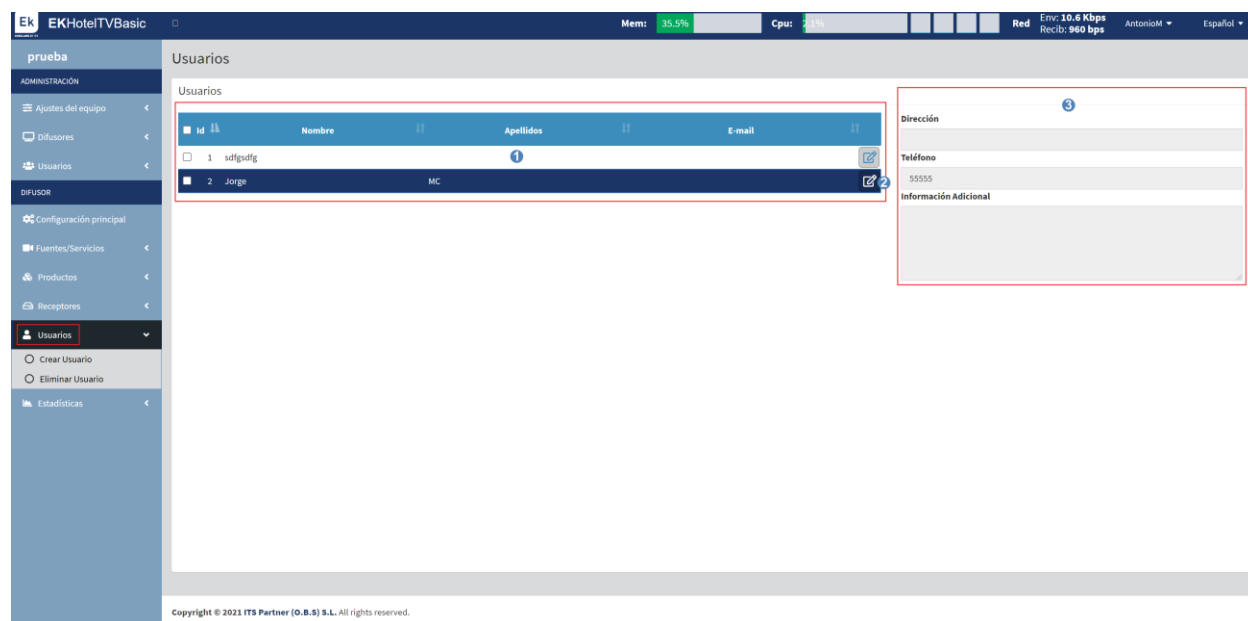 Ek EKHotelTVBasic Mem: 35.5% Cpu: 2.1% Red Env: 10.6 Kbps AntonioM Español
Recib: 960 bps
prueba
ADMINISTRACIÓN
Ajustes del equipo
Difusores
Usuarios
DIFUSOR
Configuración principal
Fuentes/Servicios
Productos
Receptores
Usuarios
Crear Usuario
Eliminar Usuario
Estadísticas
Usuarios
Usuarios
Id Nombre Apellidos E-mail
1 sdfgsdfg 1
2 Jorge MC 2
3
Dirección
Teléfono
55555
Información Adicional
Copyright © 2021 ITS Partner (O.B.S) S.L. All rights reserved.